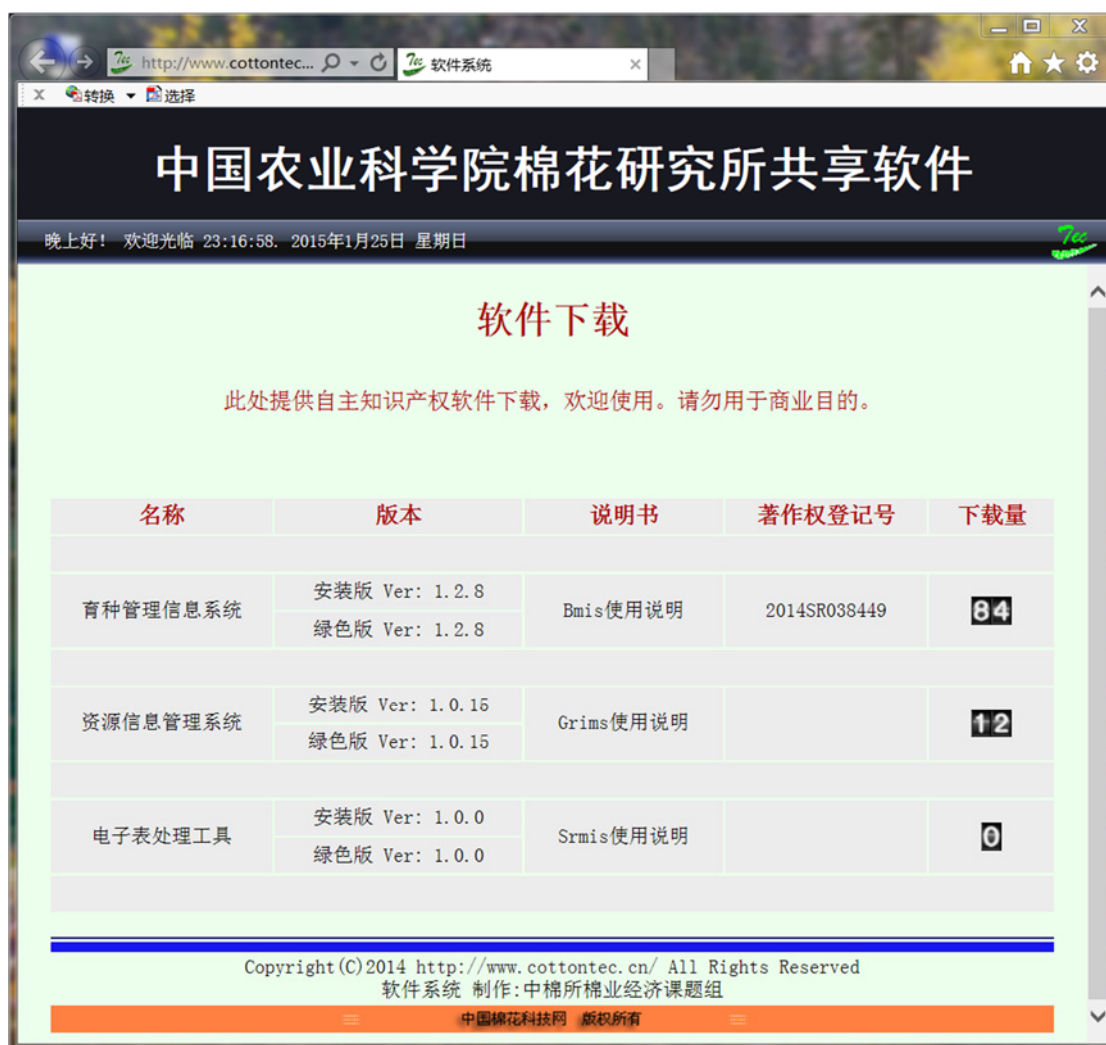 http://www.cottontec...
软件系统
x 转换 选择
中国农业科学院棉花研究所共享软件
晚上好! 欢迎光临 23:16:58. 2015年1月25日 星期日
Tec
软件下载
此处提供自主知识产权软件下载，欢迎使用。请勿用于商业目的。
名称 版本 说明书 著作权登记号 下载量
育种管理信息系统 安装版 Ver: 1.2.8 Bmis使用说明 2014SR038449 84
绿色版 Ver: 1.2.8
资源信息管理系统 安装版 Ver: 1.0.15 Grims使用说明 12
绿色版 Ver: 1.0.15
电子表处理工具 安装版 Ver: 1.0.0 Srmis使用说明 0
绿色版 Ver: 1.0.0
Copyright(C)2014 http://www.cottontec.cn/ All Rights Reserved
软件系统 制作:中棉所棉业经济课题组
中国棉花科技网 版权所有